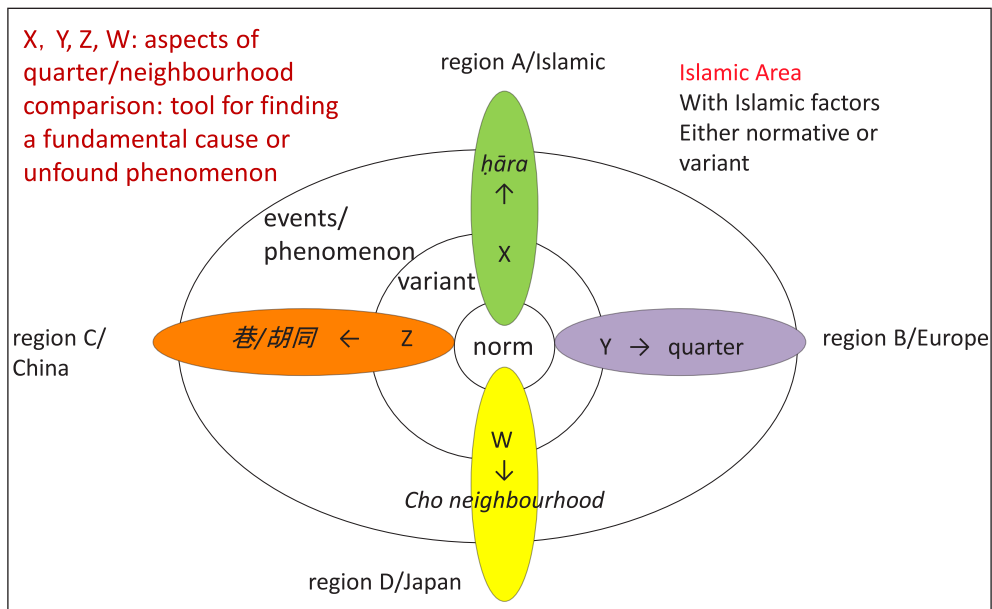 X, Y, Z, W: aspects of
quarter/neighbourhood
comparison: tool for finding
a fundamental cause or
unfound phenomenon
region A/Islamic
Islamic Area
With Islamic factors
Either normative or
variant
ḥāra
↑
X
events/
phenomenon
variant
region C/
China
巷/胡同 ← Z
norm
Y → quarter
region B/Europe
W
↓
Cho neighbourhood
region D/Japan